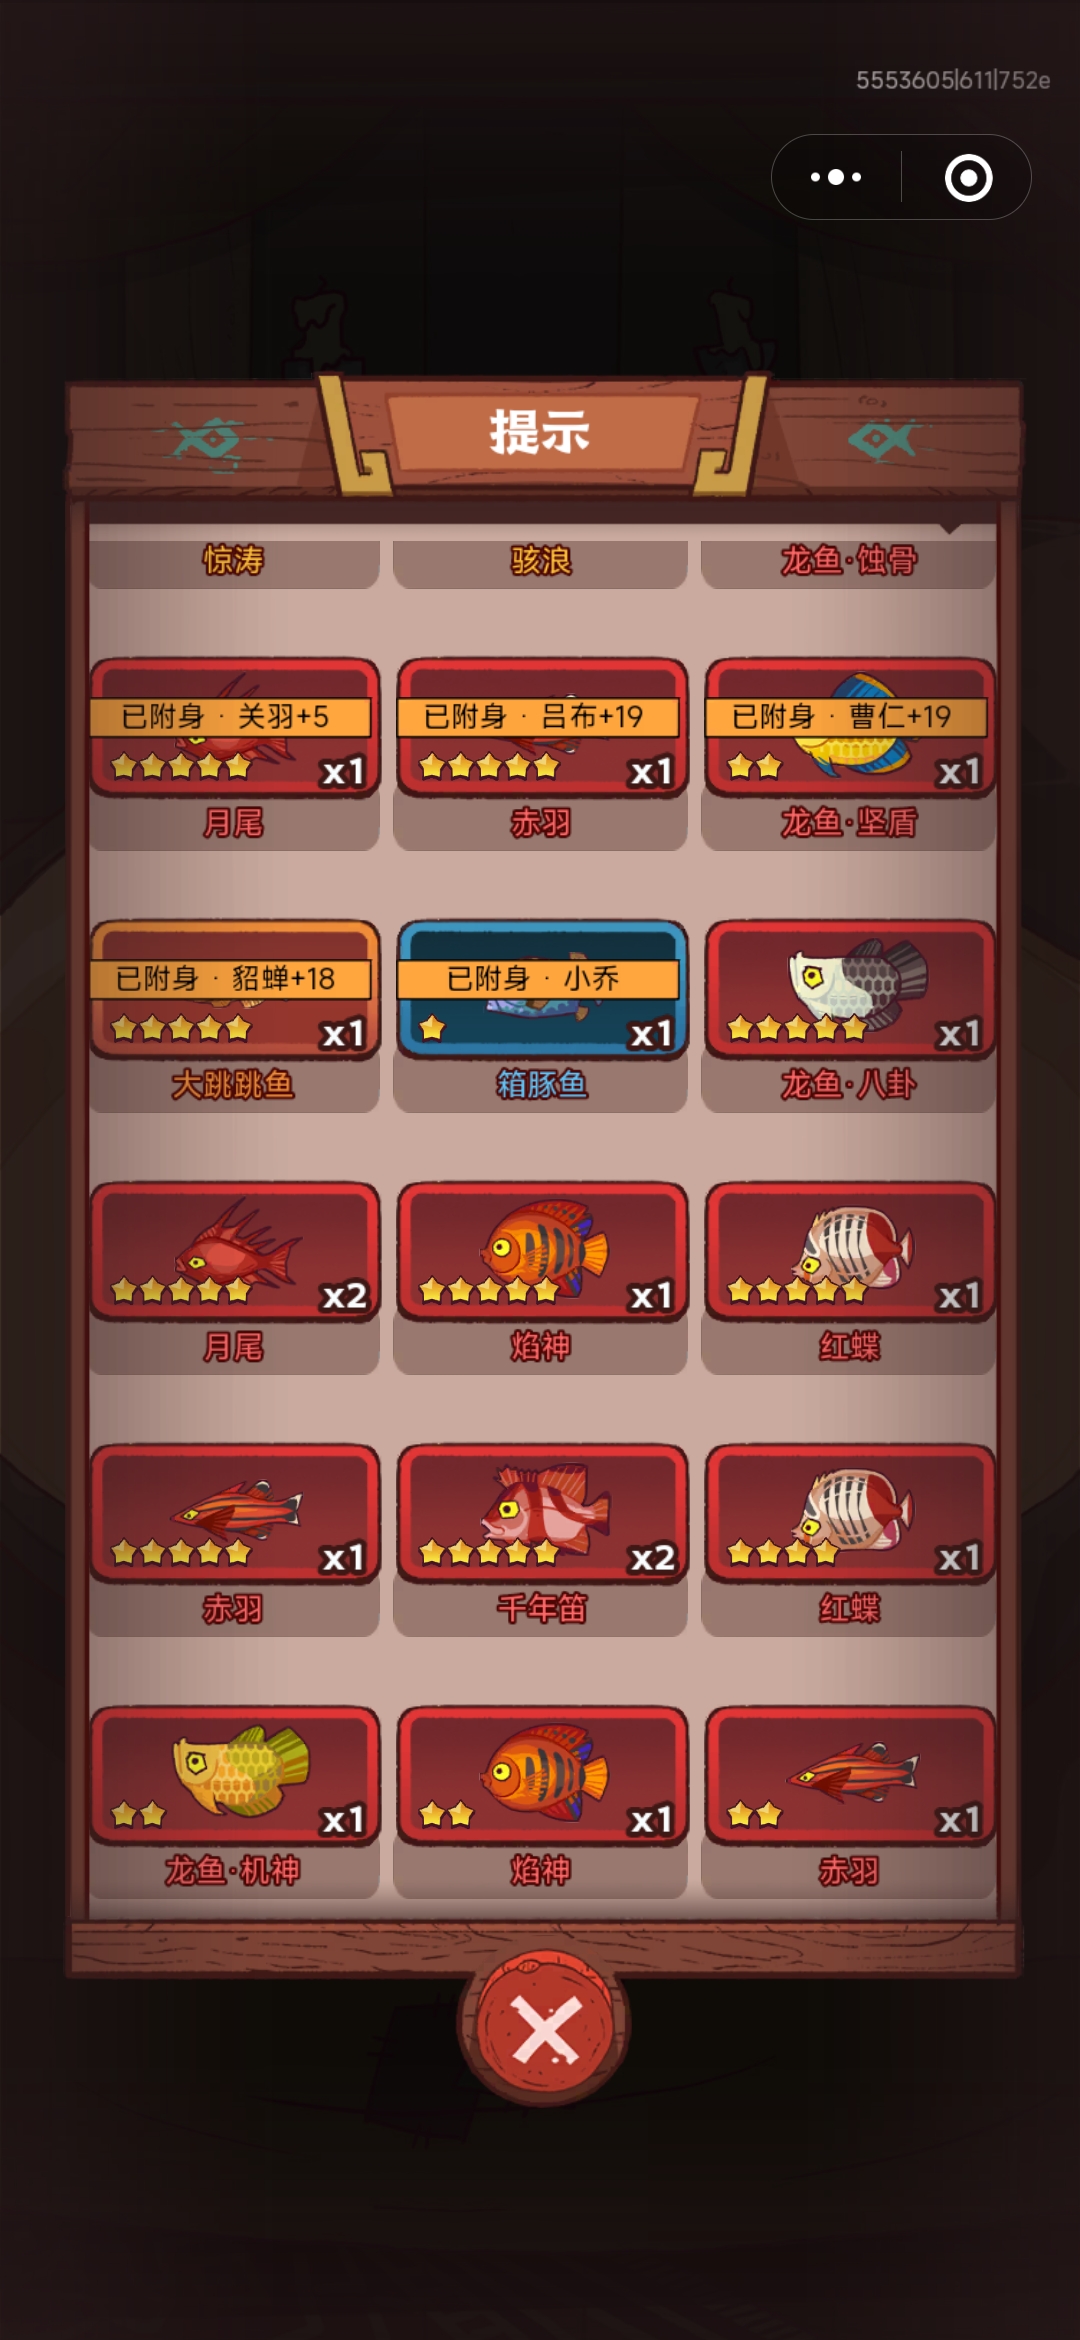 5553605|611|752e
提示
惊涛 骇浪 龙鱼·蚀骨
已附身 · 关羽+5 已附身 · 吕布+19 已附身 · 曹仁+19
x1 x1 x1
月尾 赤羽 龙鱼·坚盾
已附身 · 貂蝉+18 已附身 · 小乔
x1 x1 x1
大跳跳鱼 箱豚鱼 龙鱼·八卦
x2 x1 x1
月尾 焰神 红蝶
x1 x2 x1
赤羽 千年笛 红蝶
x1 x1 x1
龙鱼·机神 焰神 赤羽